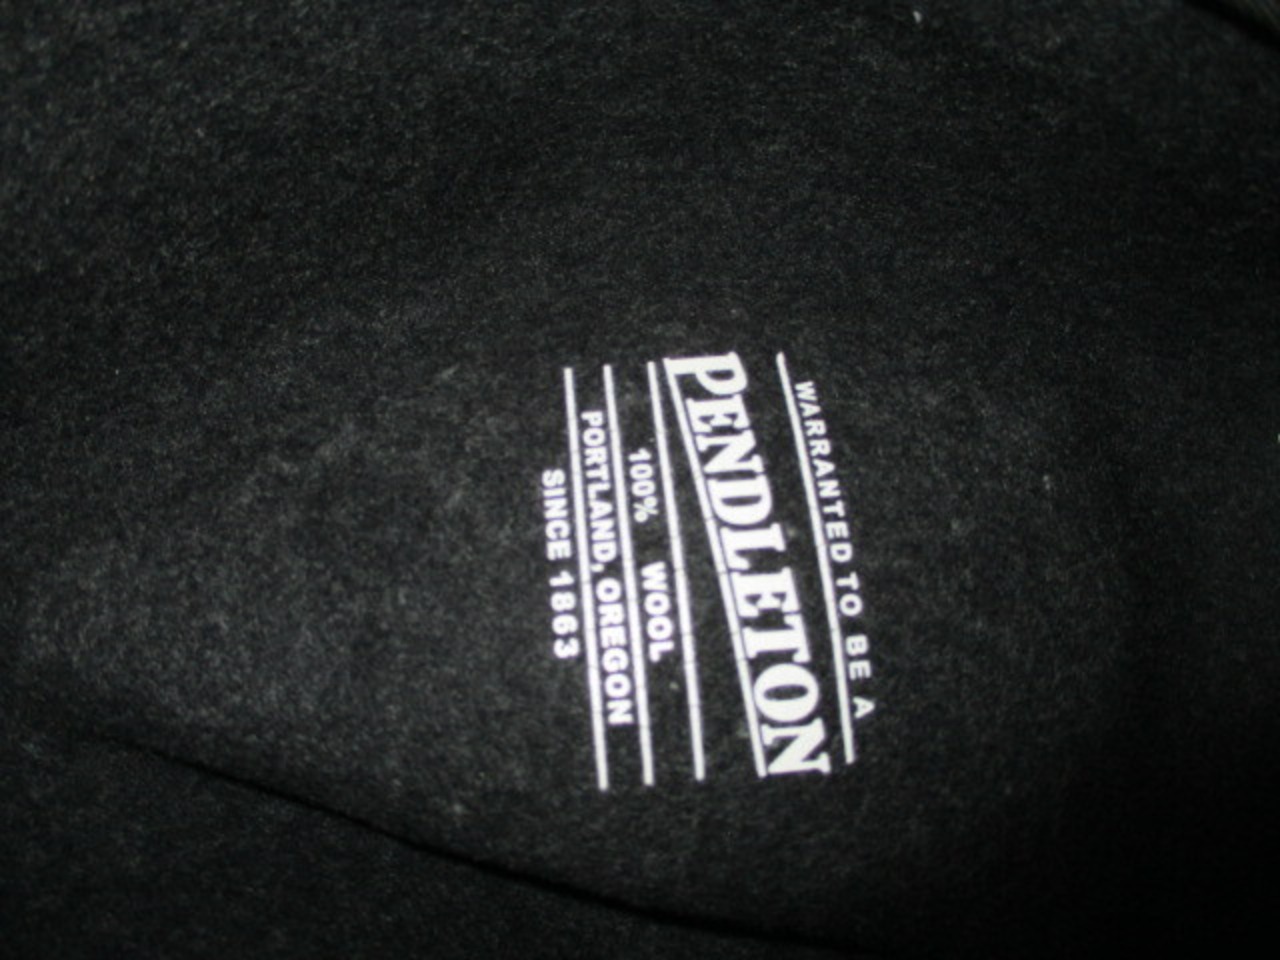 WARRANTED TO BE A
PENDLETON
100% WOOL
PORTLAND, OREGON
SINCE 1863